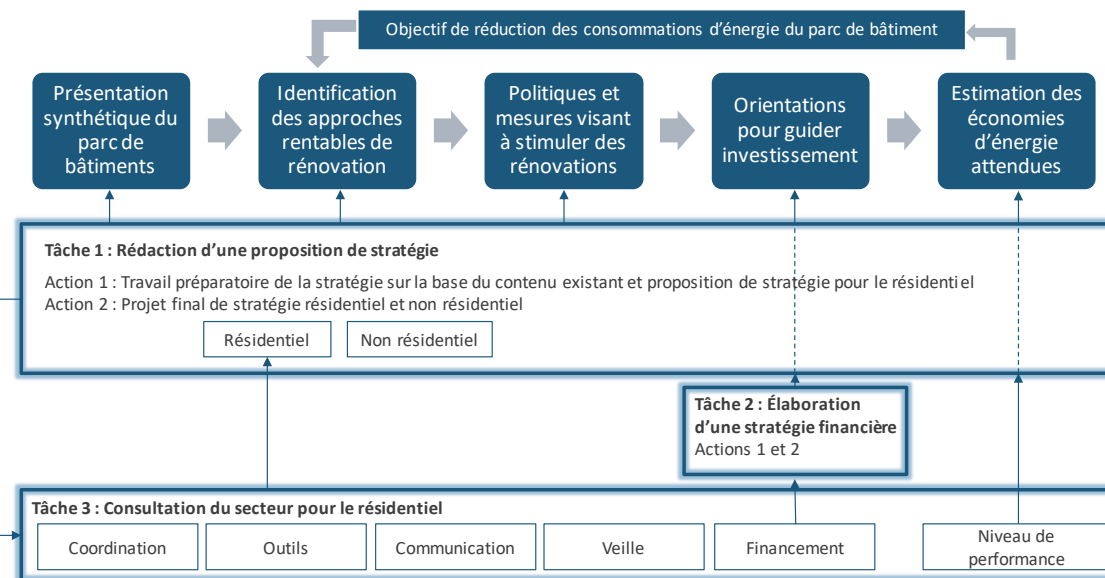 Objectif de réduction des consommations d'énergie du parc de bâtiment
Présentation
synthétique du
parc de
bâtiments
Identification
des approches
rentables de
rénovation
Politiques et
mesures visant
à stimuler des
rénovations
Orientations
pour guider
investissement
Estimation des
économies
d'énergie
attendues
Tâche 1 : Rédaction d'une proposition de stratégie
Action 1 : Travail préparatoire de la stratégie sur la base du contenu existant et proposition de stratégie pour le résidentiel
Action 2 : Projet final de stratégie résidentiel et non résidentiel
Résidentiel
Non résidentiel
Tâche 2 : Élaboration
d'une stratégie financière
Actions 1 et 2
Tâche 3 : Consultation du secteur pour le résidentiel
Coordination
Outils
Communication
Veille
Financement
Niveau de
performance